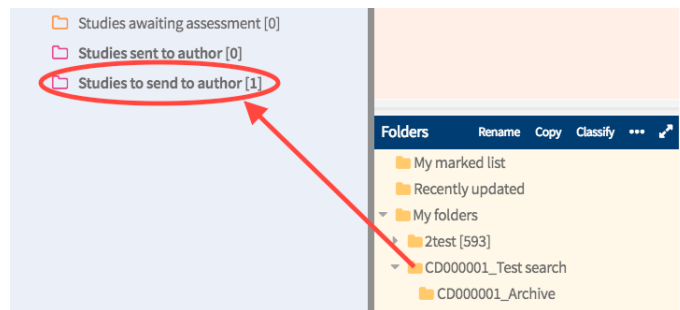 Studies awaiting assessment [0]
Studies sent to author [0]
Studies to send to author [1]
Folders Rename Copy Classify •••
My marked list
Recently updated
My folders
2test [593]
CD000001_Test search
CD000001_Archive